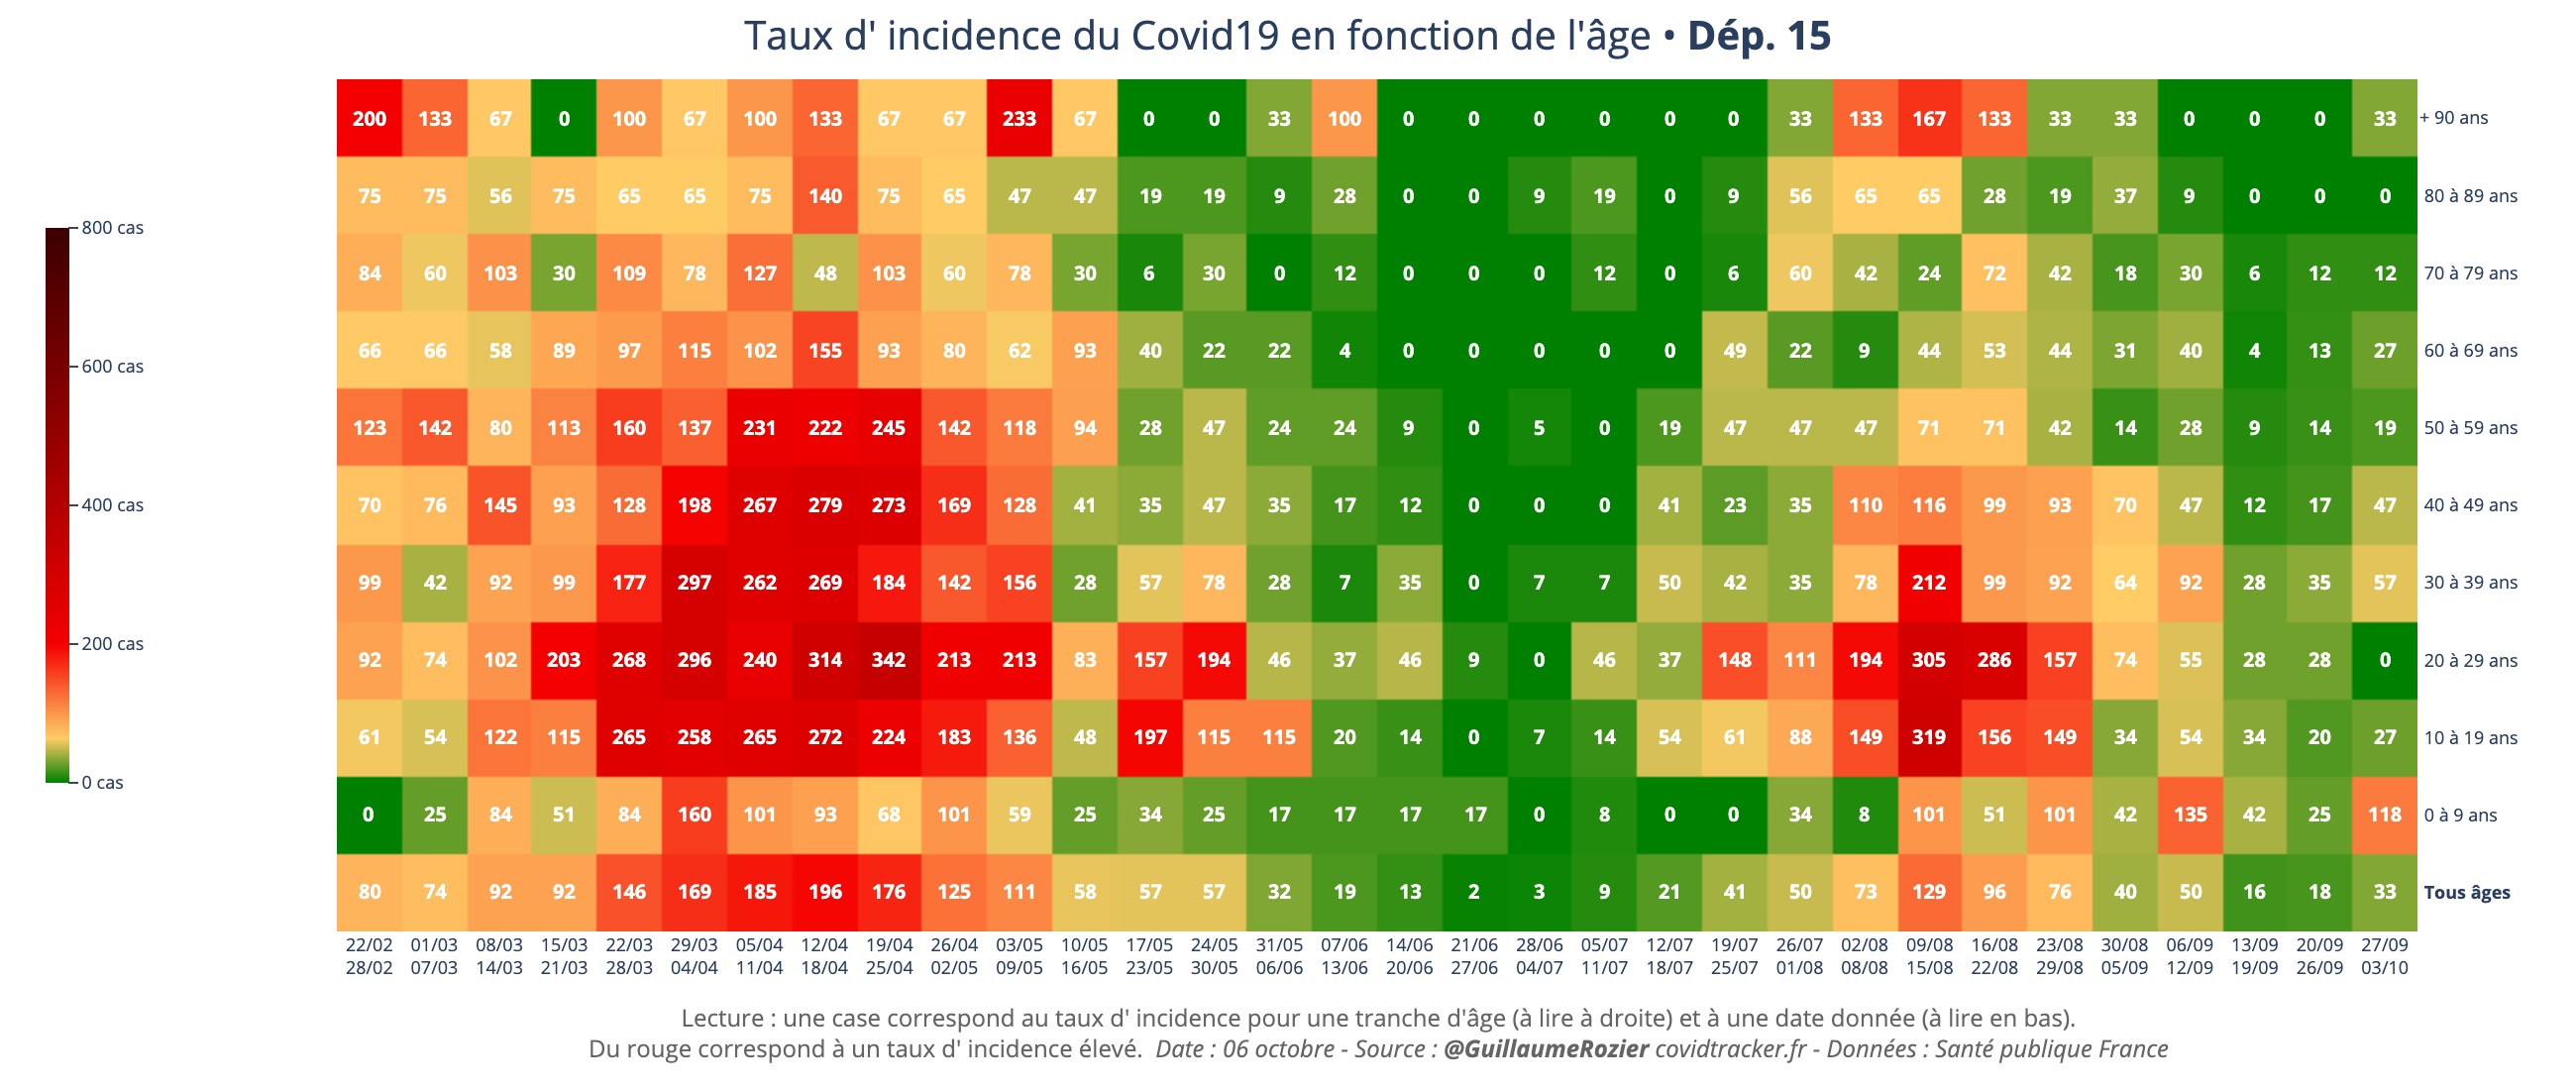 Taux d' incidence du Covid19 en fonction de l'âge • Dép. 15
200 133 67 0 100 67 100 133 67 67 233 67 0 0 33 100 0 0 0 0 0 0 33 133 167 133 33 33 0 0 0 33 + 90 ans
75 75 56 75 65 65 75 140 75 65 47 47 19 19 9 28 0 0 9 19 0 9 56 65 65 28 19 37 9 0 0 0 80 à 89 ans
84 60 103 30 109 78 127 48 103 60 78 30 6 30 0 12 0 0 0 12 0 6 60 42 24 72 42 18 30 6 12 12 70 à 79 ans
66 66 58 89 97 115 102 155 93 80 62 93 40 22 22 4 0 0 0 0 0 49 22 9 44 53 44 31 40 4 13 27 60 à 69 ans
123 142 80 113 160 137 231 222 245 142 118 94 28 47 24 24 9 0 5 0 19 47 47 47 71 71 42 14 28 9 14 19 50 à 59 ans
70 76 145 93 128 198 267 279 273 169 128 41 35 47 35 17 12 0 0 0 41 23 35 110 116 99 93 70 47 12 17 47 40 à 49 ans
99 42 92 99 177 297 262 269 184 142 156 28 57 78 28 7 35 0 7 7 50 42 35 78 212 99 92 64 92 28 35 57 30 à 39 ans
92 74 102 203 268 296 240 314 342 213 213 83 157 194 46 37 46 9 0 46 37 148 111 194 305 286 157 74 55 28 28 0 20 à 29 ans
61 54 122 115 265 258 265 272 224 183 136 48 197 115 115 20 14 0 7 14 54 61 88 149 319 156 149 34 54 34 20 27 10 à 19 ans
0 25 84 51 84 160 101 93 68 101 59 25 34 25 17 17 17 17 0 8 0 0 34 8 101 51 101 42 135 42 25 118 0 à 9 ans
80 74 92 92 146 169 185 196 176 125 111 58 57 57 32 19 13 2 3 9 21 41 50 73 129 96 76 40 50 16 18 33 Tous âges
22/02 01/03 08/03 15/03 22/03 29/03 05/04 12/04 19/04 26/04 03/05 10/05 17/05 24/05 31/05 07/06 14/06 21/06 28/06 05/07 12/07 19/07 26/07 02/08 09/08 16/08 23/08 30/08 06/09 13/09 20/09 27/09
28/02 07/03 14/03 21/03 28/03 04/04 11/04 18/04 25/04 02/05 09/05 16/05 23/05 30/05 06/06 13/06 20/06 27/06 04/07 11/07 18/07 25/07 01/08 08/08 15/08 22/08 29/08 05/09 12/09 19/09 26/09 03/10
800 cas
600 cas
400 cas
200 cas
0 cas
Lecture : une case correspond au taux d' incidence pour une tranche d'âge (à lire à droite) et à une date donnée (à lire en bas).
Du rouge correspond à un taux d' incidence élevé. Date : 06 octobre - Source : @GuillaumeRozier covidtracker.fr - Données : Santé publique France